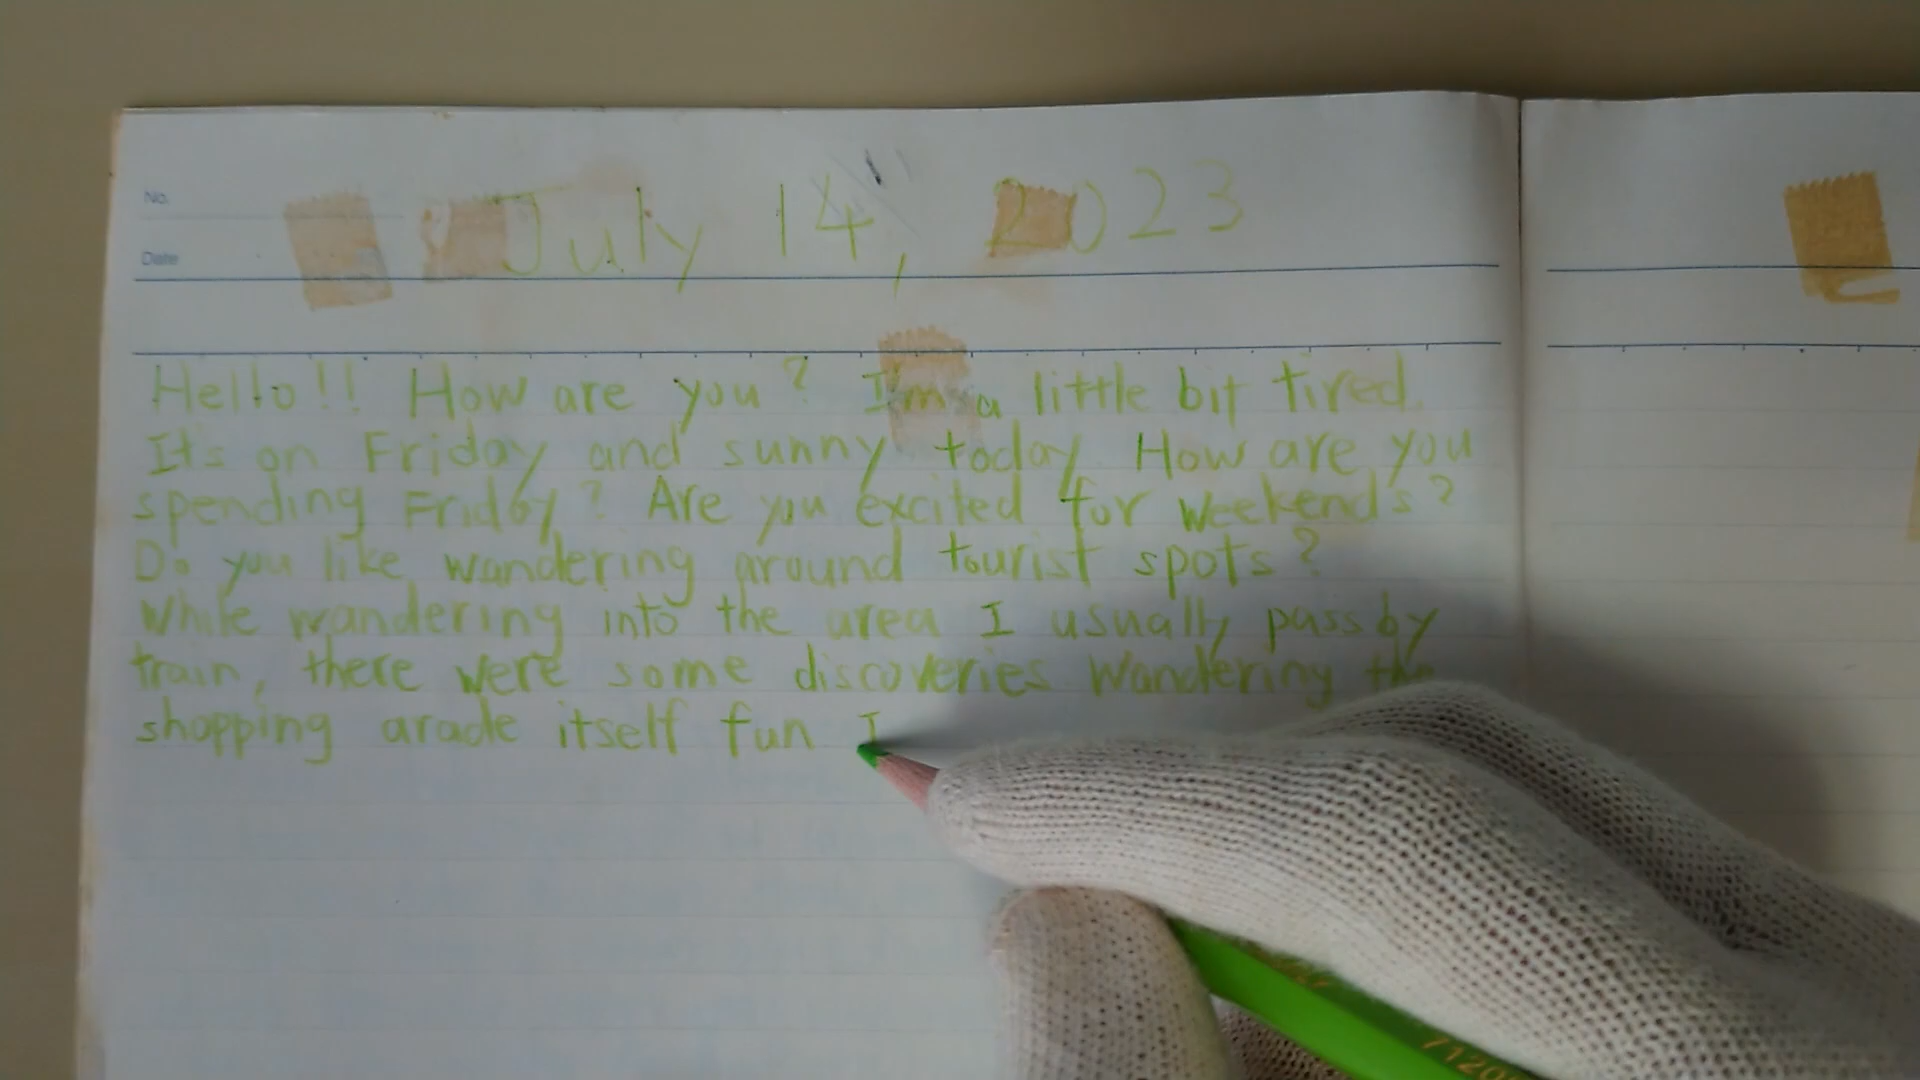 No.
Date
July 14, 2023
Hello!! How are you? I'm a little bit tired.
It's on Friday and sunny today. How are you
spending Friday? Are you excited for weekends?
Do you like wandering around tourist spots?
While wandering into the area I usually pass by
train, there were some discoveries Wandering the
shopping arade itself fun I